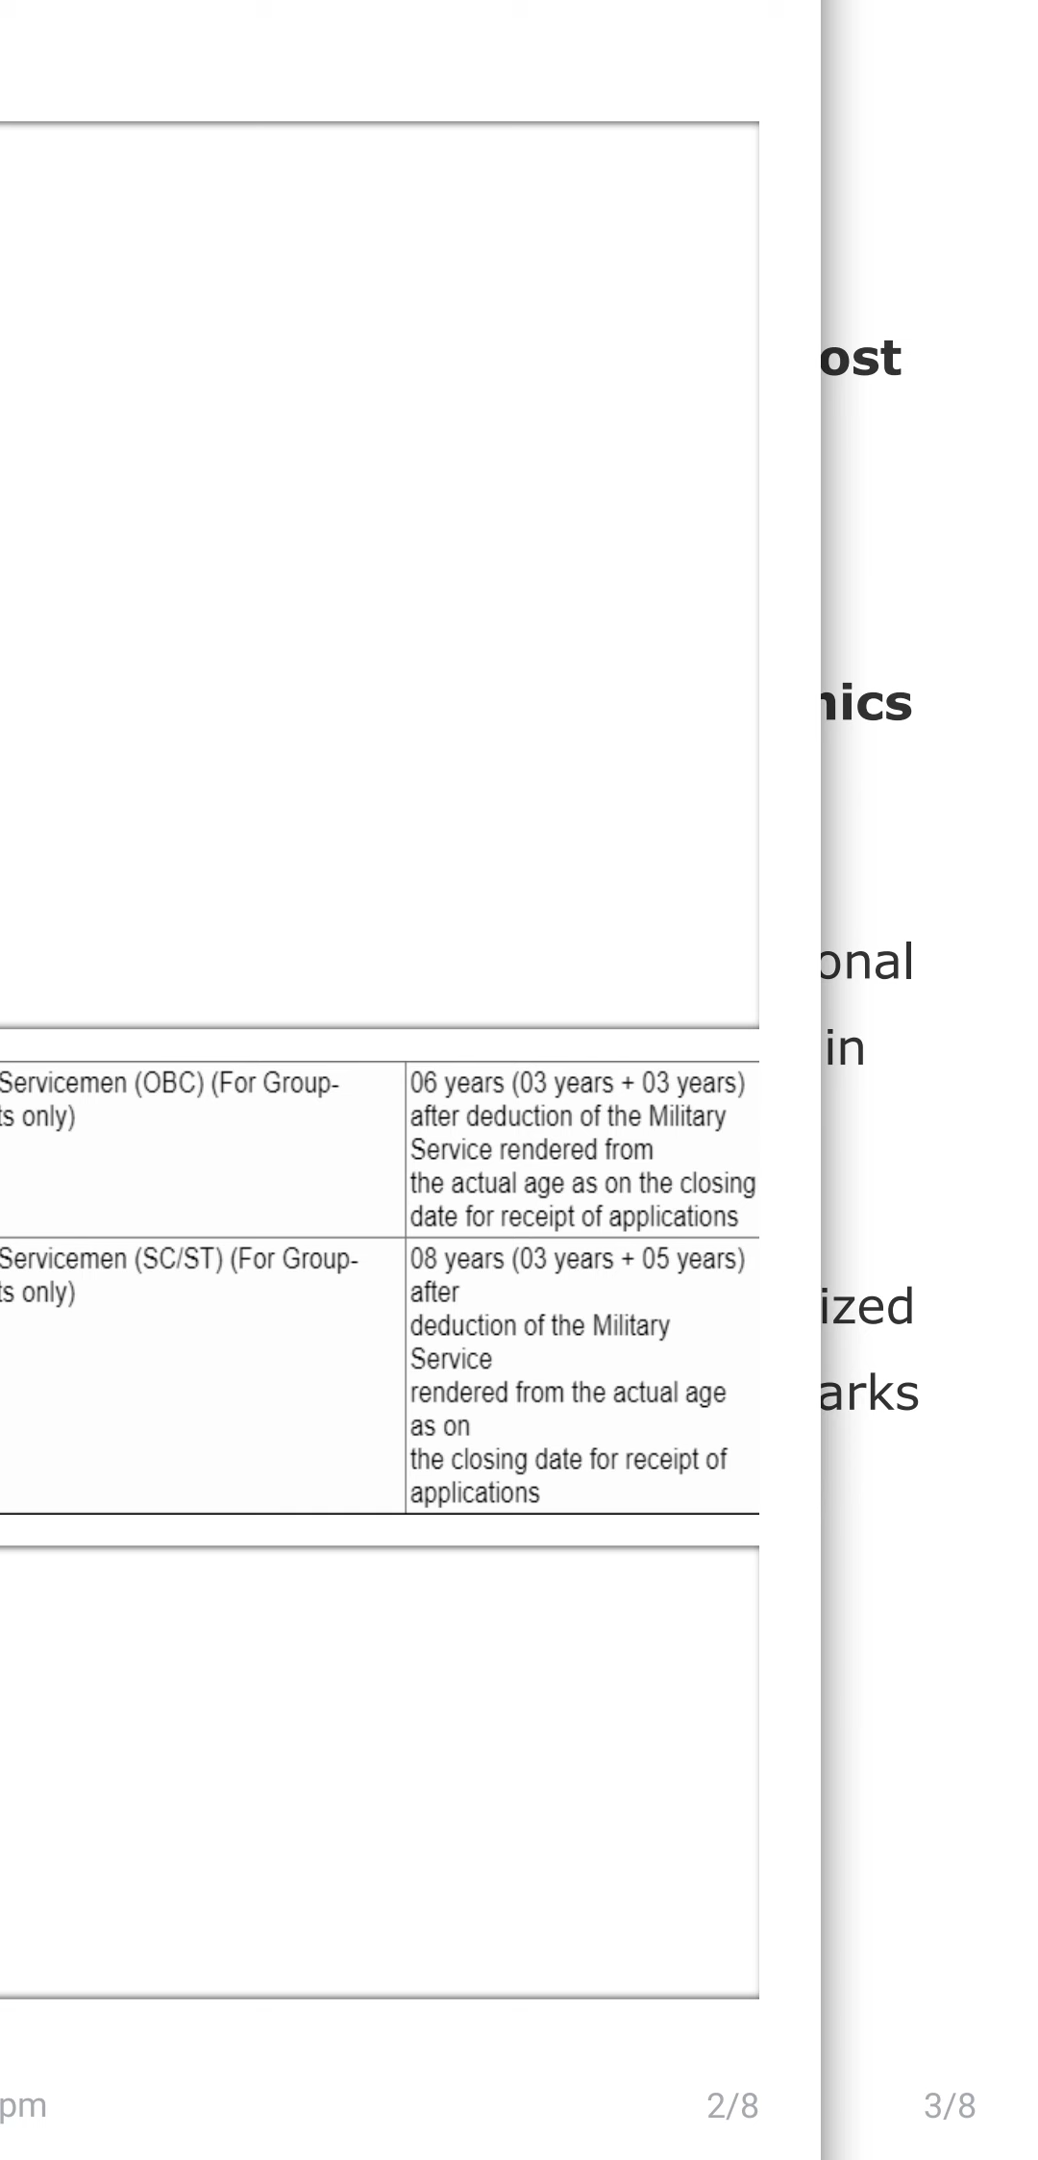 ost
nics
onal
in
Servicemen (OBC) (For Group-
ts only)
06 years (03 years + 03 years)
after deduction of the Military
Service rendered from
the actual age as on the closing
date for receipt of applications
Servicemen (SC/ST) (For Group-
ts only)
08 years (03 years + 05 years)
after
deduction of the Military
Service
rendered from the actual age
as on
the closing date for receipt of
applications
ized
arks
pm
2/8
3/8